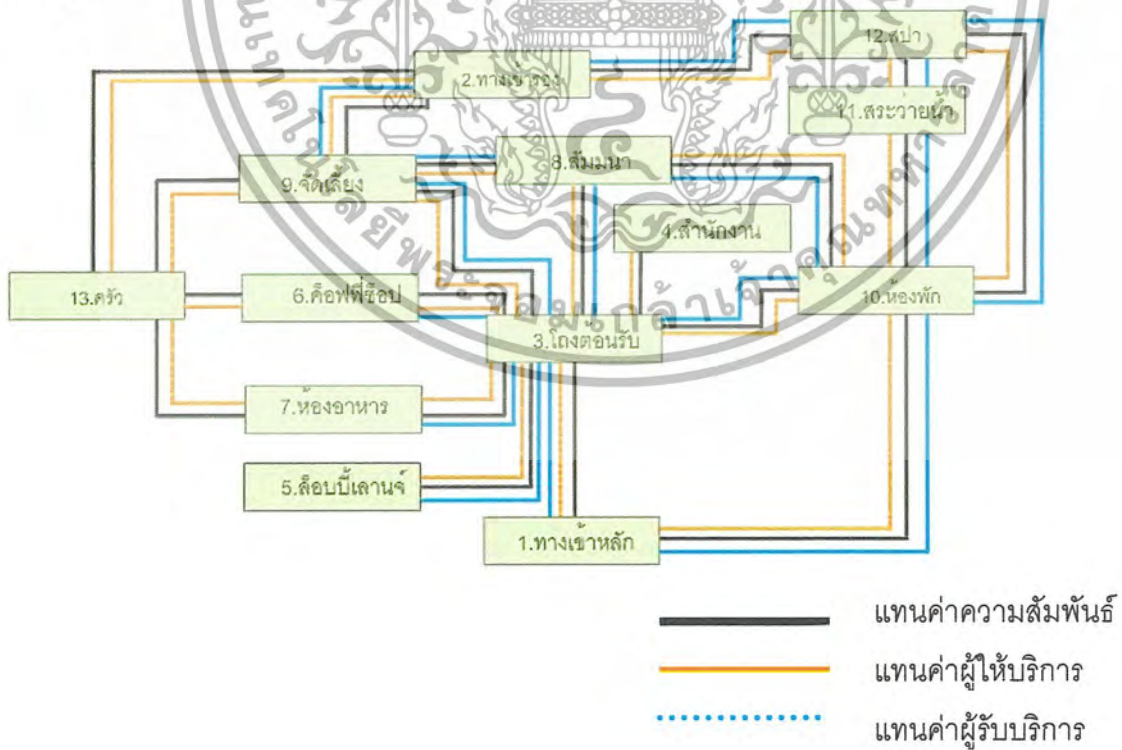 12.สปา
2.ทางเข้ารอง
11.สระว่ายน้ำ
8.สัมมนา
9.จัดเลี้ยง
4.สำนักงาน
13.ครัว
6.ค็อฟฟี่ช็อป
10.ห้องพัก
3.โถงต้อนรับ
7.ห้องอาหาร
5.ล็อบบี้เลานจ์
1.ทางเข้าหลัก
แทนค่าความสัมพันธ์
แทนค่าผู้ให้บริการ
แทนค่าผู้รับบริการ